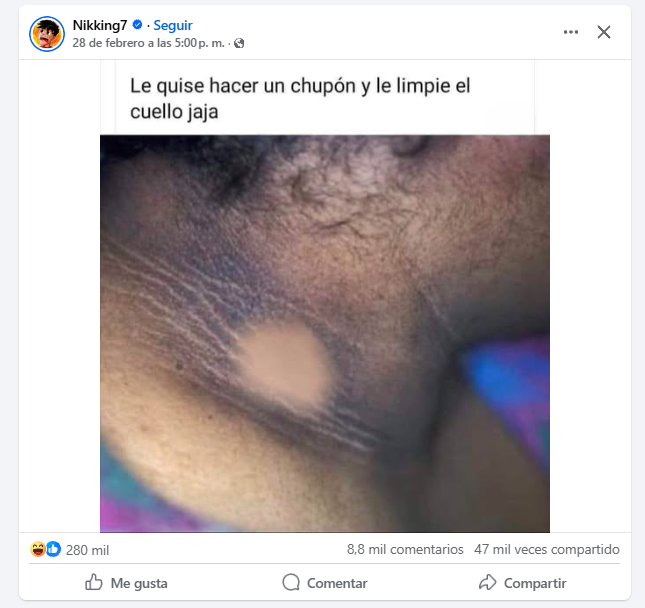 Nikking7 · Seguir
28 de febrero a las 5:00 p. m. ·
Le quise hacer un chupón y le limpie el
cuello jaja
280 mil
8,8 mil comentarios 47 mil veces compartido
Me gusta Comentar Compartir